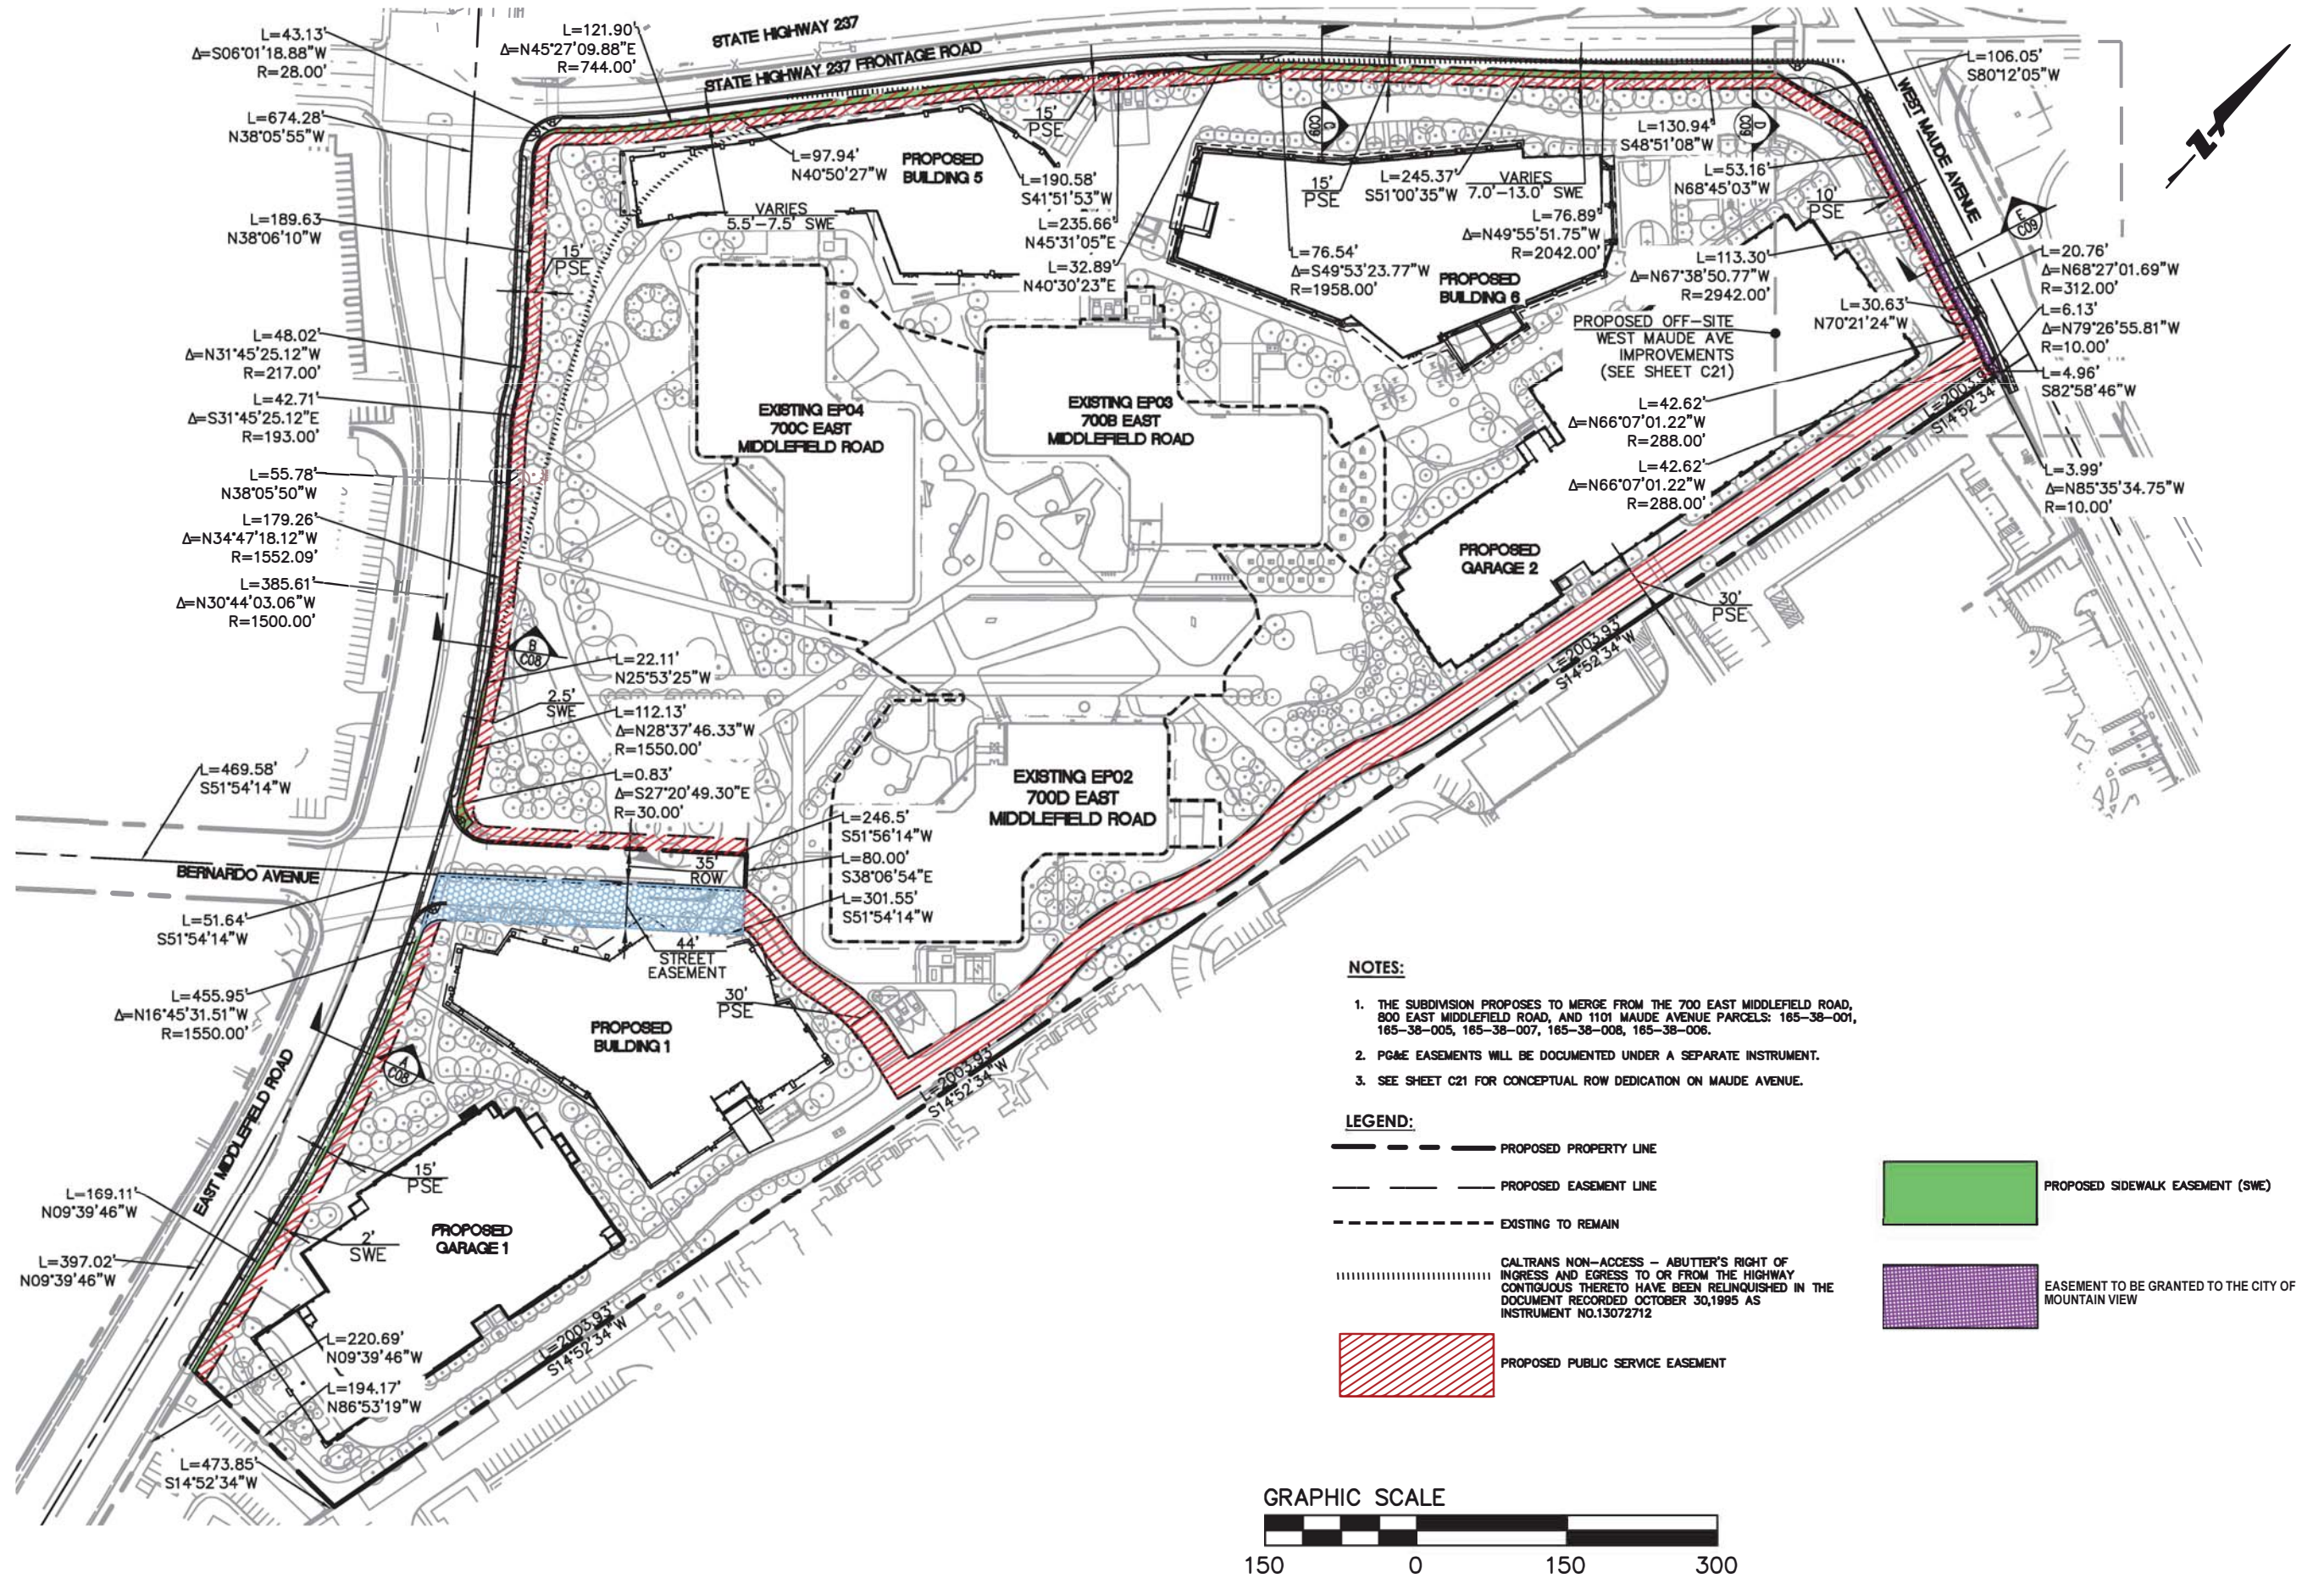 STATE HIGHWAY 237
STATE HIGHWAY 237 FRONTAGE ROAD
WEST MAUDE AVENUE
L=43.13'
Δ=S06°01'18.88"W
R=28.00'
L=121.90'
Δ=N45°27'09.88"E
R=744.00'
L=106.05'
S80°12'05"W
L=674.28'
N38°05'55"W
L=97.94'
N40°50'27"W
PROPOSED
BUILDING 5
15'
PSE
L=190.58'
S41°51'53"W
C
C09
15'
PSE
L=245.37'
S51°00'35"W
VARIES
7.0'-13.0' SWE
L=130.94'
S48°51'08"W
D
C09
L=53.16'
N68°45'03"W
10'
PSE
E
C09
L=189.63
N38°06'10"W
VARIES
5.5'-7.5' SWE
15'
PSE
L=235.66'
N45°31'05"E
L=32.89'
N40°30'23"E
L=76.54'
Δ=S49°53'23.77"W
R=1958.00'
L=76.89'
Δ=N49°55'51.75"W
R=2042.00'
PROPOSED
BUILDING 6
L=113.30'
Δ=N67°38'50.77"W
R=2942.00'
L=20.76'
Δ=N68°27'01.69"W
R=312.00'
L=30.63'
N70°21'24"W
L=6.13'
Δ=N79°26'55.81"W
R=10.00'
L=4.96'
S82°58'46"W
PROPOSED OFF-SITE
WEST MAUDE AVE
IMPROVEMENTS
(SEE SHEET C21)
L=48.02'
Δ=N31°45'25.12"W
R=217.00'
L=42.71'
Δ=S31°45'25.12"E
R=193.00'
EXISTING EP04
700C EAST
MIDDLEFIELD ROAD
EXISTING EP03
700B EAST
MIDDLEFIELD ROAD
L=42.62'
Δ=N66°07'01.22"W
R=288.00'
L=42.62'
Δ=N66°07'01.22"W
R=288.00'
L=2003.93'
S14°52'34"
L=3.99'
Δ=N85°35'34.75"W
R=10.00'
L=55.78'
N38°05'50"W
L=179.26'
Δ=N34°47'18.12"W
R=1552.09'
L=385.61'
Δ=N30°44'03.06"W
R=1500.00'
PROPOSED
GARAGE 2
30'
PSE
L=2003.93'
S14°52'34"W
B
C08
L=22.11'
N25°53'25"W
2.5'
SWE
L=112.13'
Δ=N28°37'46.33"W
R=1550.00'
L=0.83'
Δ=S27°20'49.30"E
R=30.00'
L=469.58'
S51°54'14"W
EXISTING EP02
700D EAST
MIDDLEFIELD ROAD
L=246.5'
S51°56'14"W
L=80.00'
S38°06'54"E
L=301.55'
S51°54'14"W
35'
ROW
BERNARDO AVENUE
L=51.64'
S51°54'14"W
44'
STREET
EASEMENT
30'
PSE
L=455.95'
Δ=N16°45'31.51"W
R=1550.00'
PROPOSED
BUILDING 1
A
C08
L=2003.93'
S14°52'34"W
EAST MIDDLEFIELD ROAD
15'
PSE
L=169.11'
N09°39'46"W
2'
SWE
PROPOSED
GARAGE 1
L=397.02'
N09°39'46"W
L=2003.93'
S14°52'34"W
L=220.69'
N09°39'46"W
L=194.17'
N86°53'19"W
L=473.85'
S14°52'34"W
NOTES:
1. THE SUBDIVISION PROPOSES TO MERGE FROM THE 700 EAST MIDDLEFIELD ROAD,
800 EAST MIDDLEFIELD ROAD, AND 1101 MAUDE AVENUE PARCELS: 165-38-001,
165-38-005, 165-38-007, 165-38-008, 165-38-006.
2. PG&E EASEMENTS WILL BE DOCUMENTED UNDER A SEPARATE INSTRUMENT.
3. SEE SHEET C21 FOR CONCEPTUAL ROW DEDICATION ON MAUDE AVENUE.
LEGEND:
PROPOSED PROPERTY LINE
PROPOSED EASEMENT LINE
EXISTING TO REMAIN
CALTRANS NON-ACCESS - ABUTTER'S RIGHT OF
INGRESS AND EGRESS TO OR FROM THE HIGHWAY
CONTIGUOUS THERETO HAVE BEEN RELINQUISHED IN THE
DOCUMENT RECORDED OCTOBER 30,1995 AS
INSTRUMENT NO.13072712
PROPOSED PUBLIC SERVICE EASEMENT
PROPOSED SIDEWALK EASEMENT (SWE)
EASEMENT TO BE GRANTED TO THE CITY OF
MOUNTAIN VIEW
GRAPHIC SCALE
150 0 150 300
Z